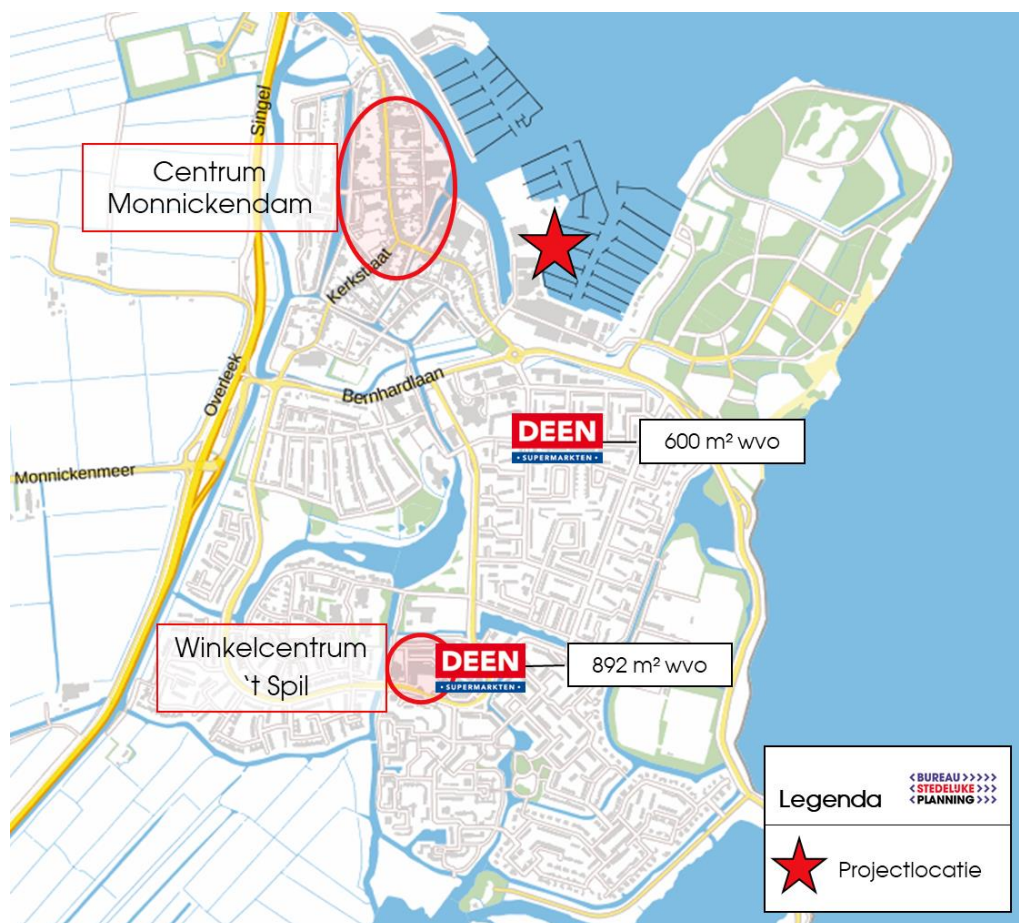 Singel
Centrum
Monnickendam
Kerkstraat
Overleek
Bernhardlaan
DEEN
• SUPERMARKTEN •
600 m² wvo
Monnickenmeer
Winkelcentrum
't Spil
DEEN
• SUPERMARKTEN •
892 m² wvo
Legenda
<BUREAU>>>>>
<STEDELIJKE>>>
<PLANNING>>>
Projectlocatie